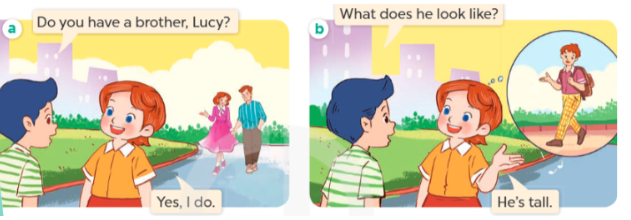 a
Do you have a brother, Lucy?
Yes, I do.
b
What does he look like?
He's tall.